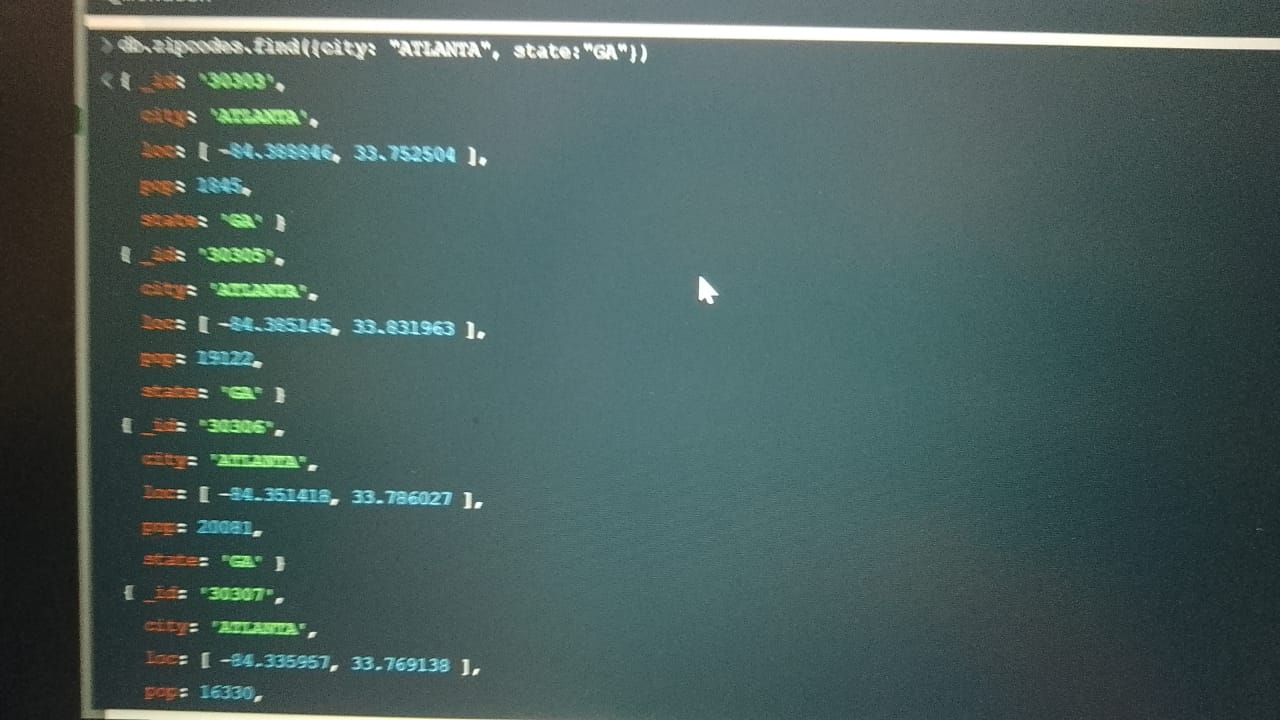 > db.zipcodes.find({city: "ATLANTA", state:"GA"})
< { _id: '30303',
city: 'ATLANTA',
loc: [ -84.388846, 33.752504 ],
pop: 1845,
state: 'GA' }
{ _id: '30305',
city: 'ATLANTA',
loc: [ -84.385145, 33.831963 ],
pop: 19122,
state: 'GA' }
{ _id: '30306',
city: 'ATLANTA',
loc: [ -84.351418, 33.786027 ],
pop: 20081,
state: 'GA' }
{ _id: '30307',
city: 'ATLANTA',
loc: [ -84.335957, 33.769138 ],
pop: 16330,